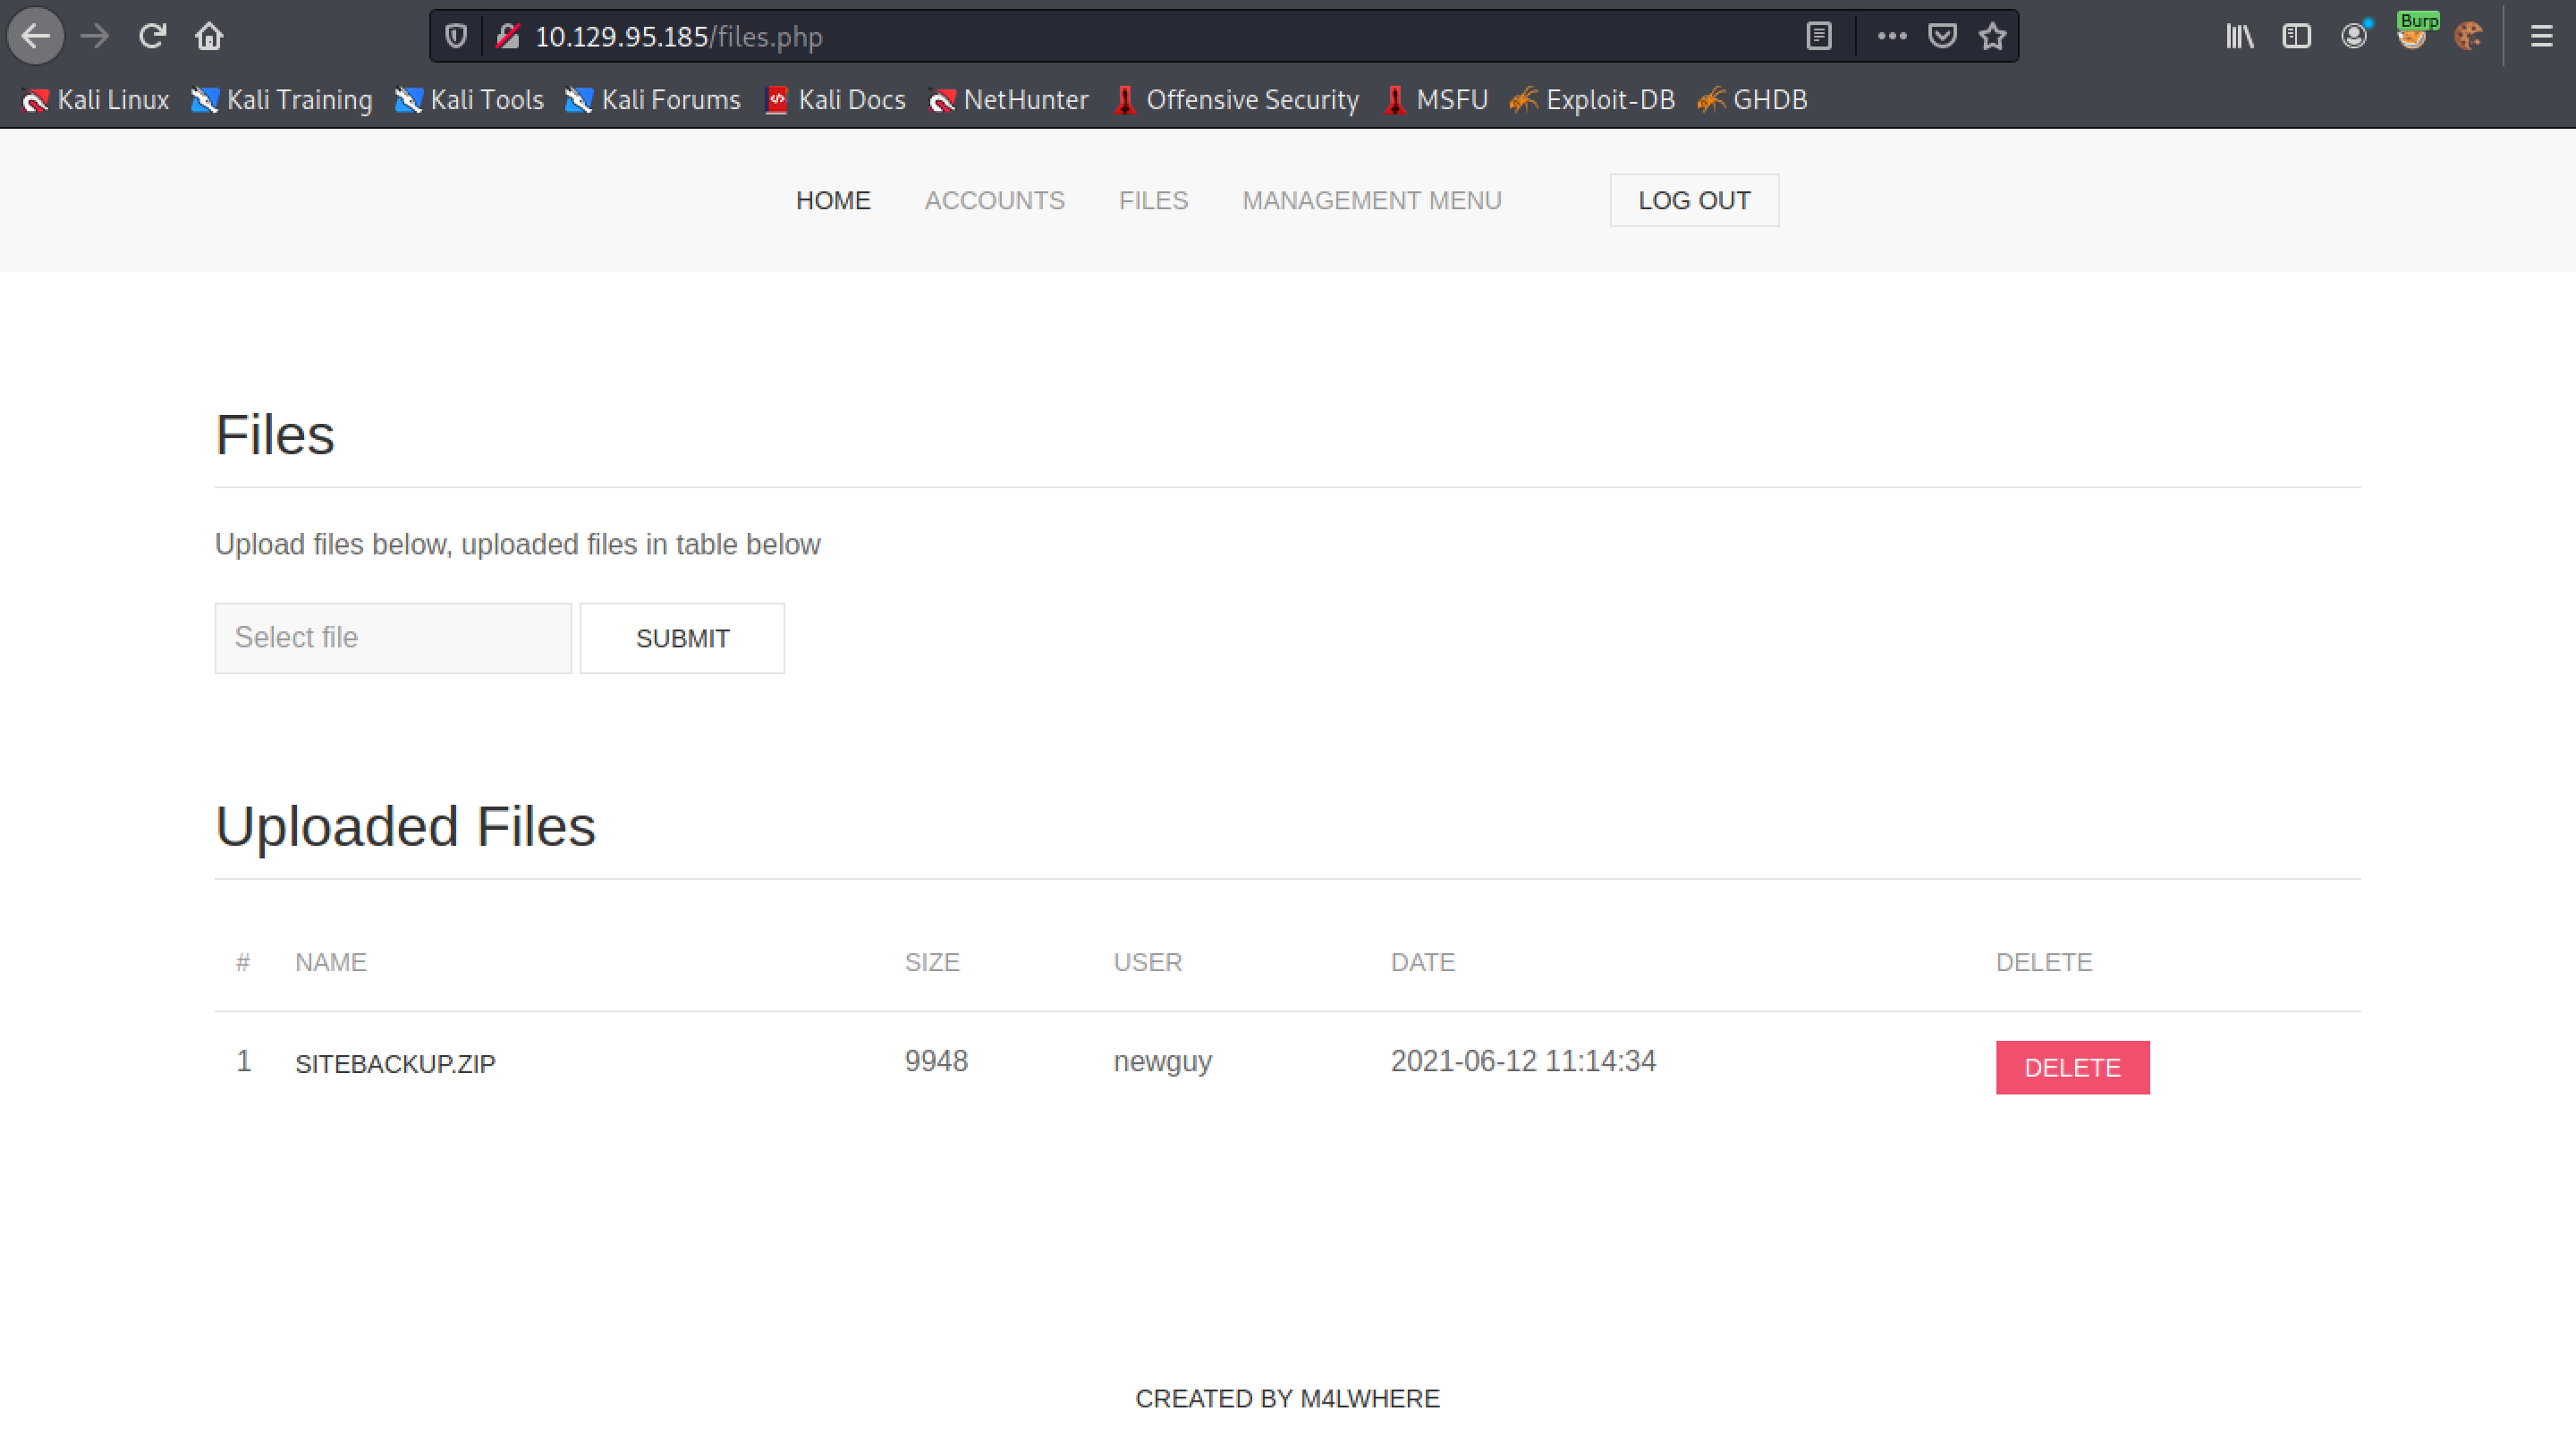 10.129.95.185/files.php
Burp
Kali Linux Kali Training Kali Tools Kali Forums Kali Docs NetHunter Offensive Security MSFU Exploit-DB GHDB
HOME ACCOUNTS FILES MANAGEMENT MENU LOG OUT
Files
Upload files below, uploaded files in table below
Select file SUBMIT
Uploaded Files
# NAME SIZE USER DATE DELETE
1 SITEBACKUP.ZIP 9948 newguy 2021-06-12 11:14:34 DELETE
CREATED BY M4LWHERE